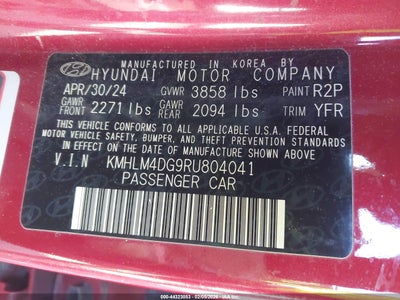 MANUFACTURED IN KOREA BY
HYUNDAI MOTOR COMPANY
APR/30/24 GVWR 3858 lbs PAINT R2P
GAWR FRONT 2271 lbs GAWR REAR 2094 lbs TRIM YFR
THIS VEHICLE CONFORMS TO ALL APPLICABLE U.S.A. FEDERAL
MOTOR VEHICLE SAFETY, BUMPER, AND THEFT PREVENTION STANDARDS
IN EFFECT ON THE DATE OF MANUFACTURE SHOWN ABOVE.
V.I.N KMHLM4DG9RU804041
PASSENGER CAR